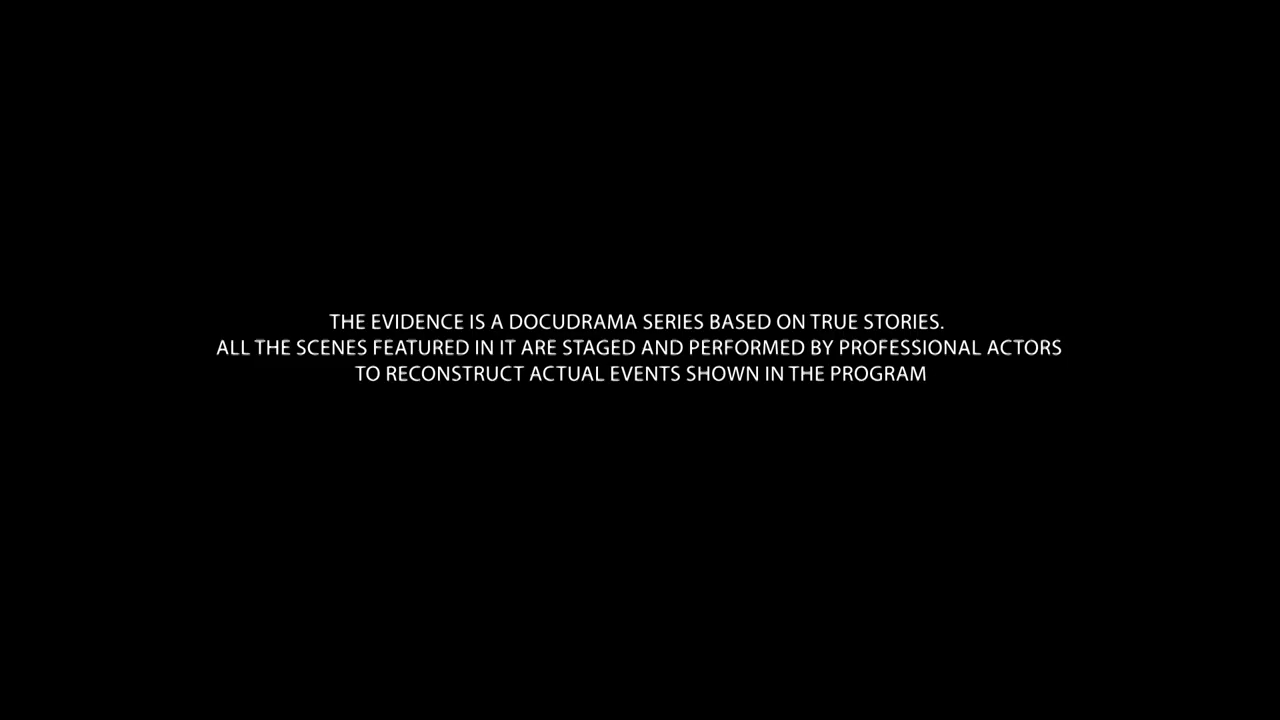 THE EVIDENCE IS A DOCUDRAMA SERIES BASED ON TRUE STORIES.
ALL THE SCENES FEATURED IN IT ARE STAGED AND PERFORMED BY PROFESSIONAL ACTORS
TO RECONSTRUCT ACTUAL EVENTS SHOWN IN THE PROGRAM